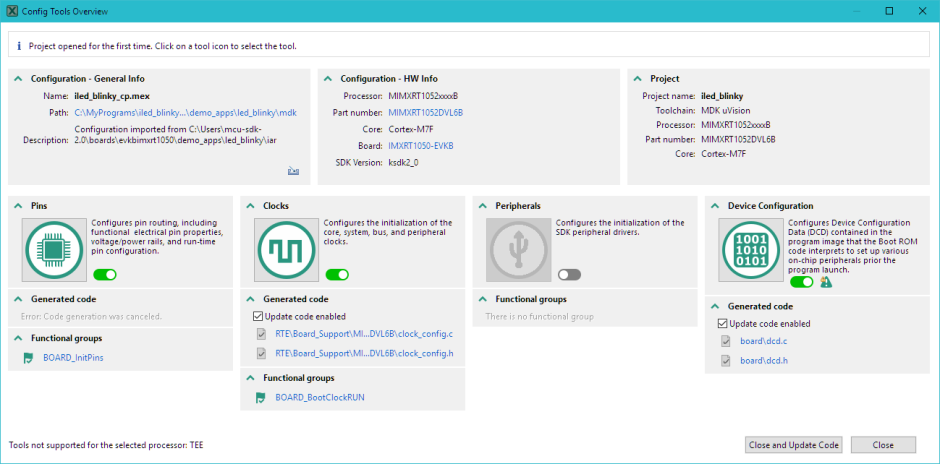 Config Tools Overview
Project opened for the first time. Click on a tool icon to select the tool.
Configuration - General Info
Name: iled_blinky_cp.mex
Path: C:\MyPrograms\iled_blinky...\demo_apps\led_blinky\mdk
Configuration imported from C:\Users\mcu-sdk-
Description: 2.0\boards\evkbimxrt1050\demo_apps\led_blinky\iar
Configuration - HW Info
Processor: MIMXRT1052xxxxB
Part number: MIMXRT1052DVL6B
Core: Cortex-M7F
Board: IMXRT1050-EVKB
SDK Version: ksdk2_0
Project
Project name: iled_blinky
Toolchain: MDK uVision
Processor: MIMXRT1052xxxxB
Part number: MIMXRT1052DVL6B
Core: Cortex-M7F
Pins
Configures pin routing, including
functional electrical pin properties,
voltage/power rails, and run-time
pin configuration.
Generated code
Error: Code generation was canceled.
Functional groups
BOARD_InitPins
Clocks
Configures the initialization of the
core, system, bus, and peripheral
clocks.
Generated code
Update code enabled
RTE\Board_Support\MI...DVL6B\clock_config.c
RTE\Board_Support\MI...DVL6B\clock_config.h
Functional groups
BOARD_BootClockRUN
Peripherals
Configures the initialization of the
SDK peripheral drivers.
Functional groups
There is no functional group
Device Configuration
1001
1010
0101
Configures Device Configuration
Data (DCD) contained in the
program image that the Boot ROM
code interprets to set up various
on-chip peripherals prior the
program launch.
Generated code
Update code enabled
board\dcd.c
board\dcd.h
Tools not supported for the selected processor: TEE
Close and Update Code
Close